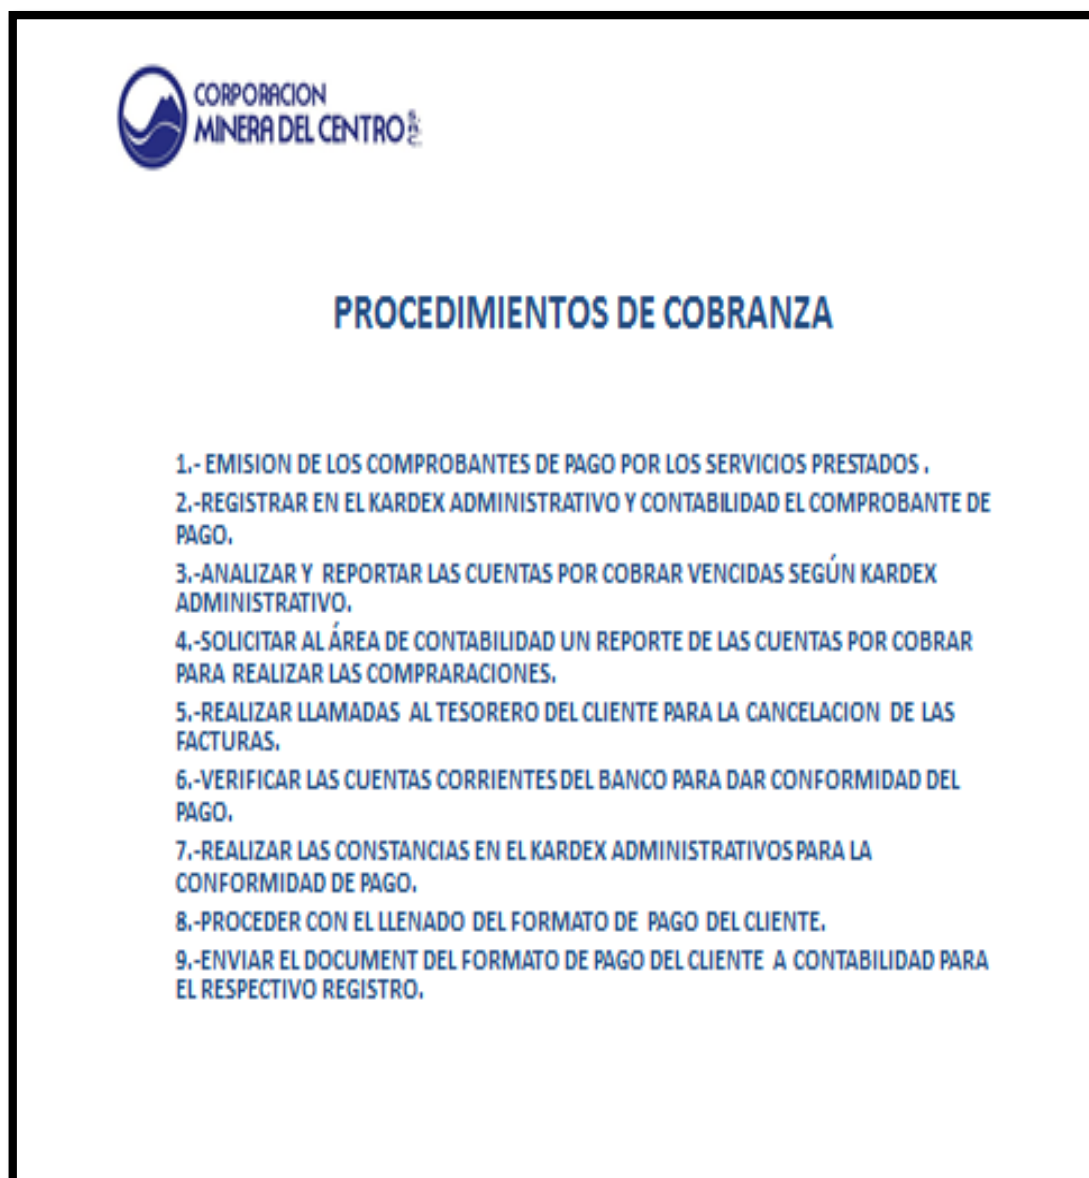 CORPORACION
MINERA DEL CENTRO
PROCEDIMIENTOS DE COBRANZA
1.- EMISION DE LOS COMPROBANTES DE PAGO POR LOS SERVICIOS PRESTADOS .
2.-REGISTRAR EN EL KARDEX ADMINISTRATIVO Y CONTABILIDAD EL COMPROBANTE DE
PAGO.
3.-ANALIZAR Y REPORTAR LAS CUENTAS POR COBRAR VENCIDAS SEGÚN KARDEX
ADMINISTRATIVO.
4.-SOLICITAR AL ÁREA DE CONTABILIDAD UN REPORTE DE LAS CUENTAS POR COBRAR
PARA REALIZAR LAS COMPRARACIONES.
5.-REALIZAR LLAMADAS AL TESORERO DEL CLIENTE PARA LA CANCELACION DE LAS
FACTURAS.
6.-VERIFICAR LAS CUENTAS CORRIENTES DEL BANCO PARA DAR CONFORMIDAD DEL
PAGO.
7.-REALIZAR LAS CONSTANCIAS EN EL KARDEX ADMINISTRATIVOS PARA LA
CONFORMIDAD DE PAGO.
8.-PROCEDER CON EL LLENADO DEL FORMATO DE PAGO DEL CLIENTE.
9.-ENVIAR EL DOCUMENT DEL FORMATO DE PAGO DEL CLIENTE A CONTABILIDAD PARA
EL RESPECTIVO REGISTRO.